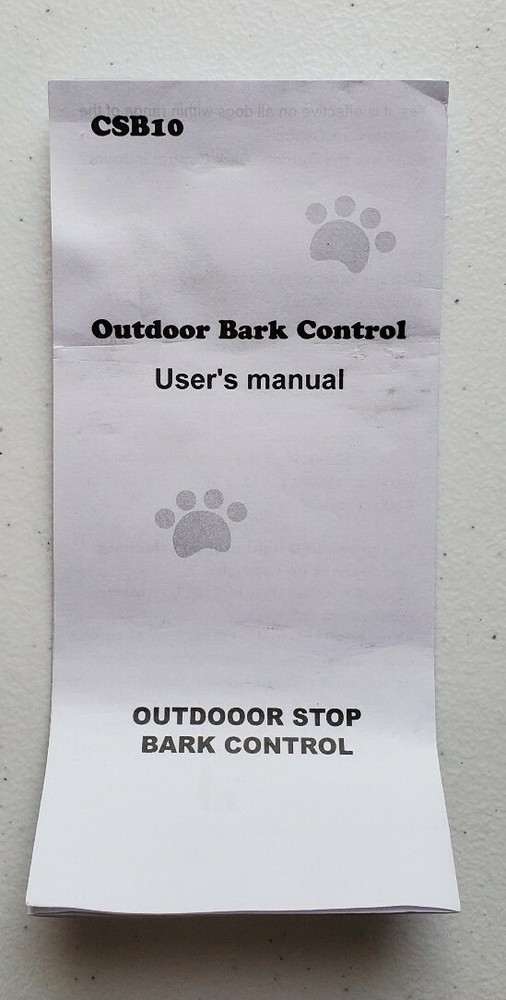 CSB10
Outdoor Bark Control
User's manual
OUTDOOOR STOP
BARK CONTROL